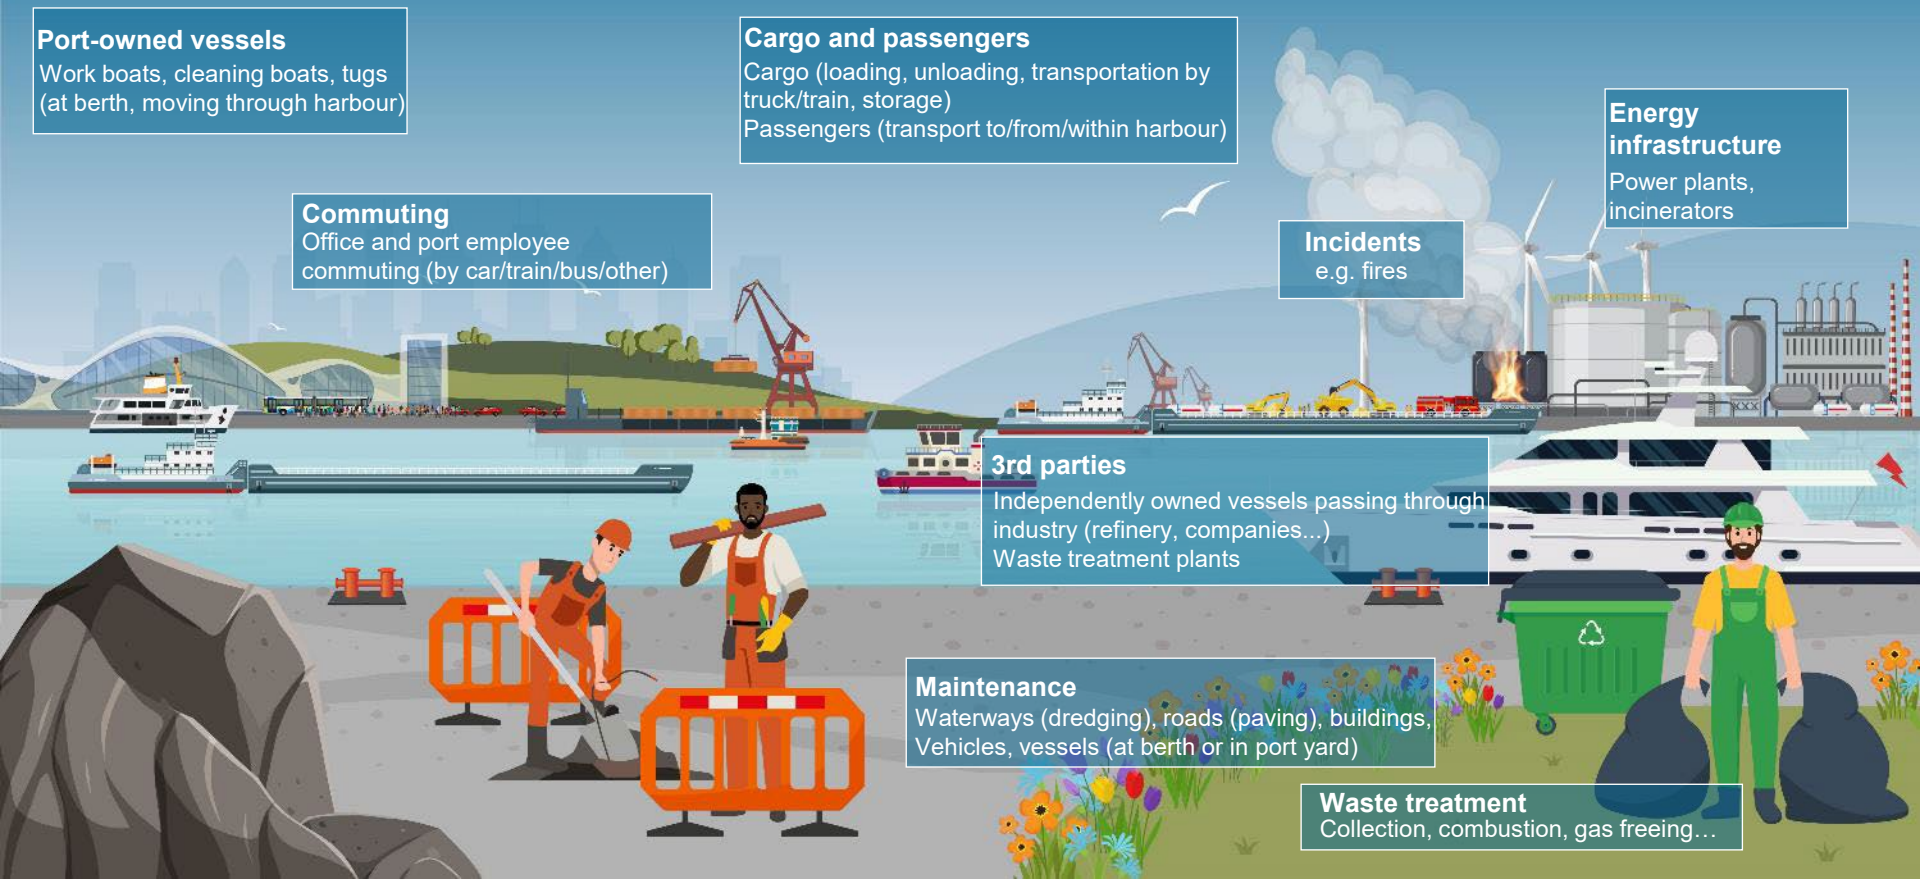 Port-owned vessels
Work boats, cleaning boats, tugs
(at berth, moving through harbour)
Cargo and passengers
Cargo (loading, unloading, transportation by
truck/train, storage)
Passengers (transport to/from/within harbour)
Energy
infrastructure
Power plants,
incinerators
Commuting
Office and port employee
commuting (by car/train/bus/other)
Incidents
e.g. fires
3rd parties
Independently owned vessels passing through
industry (refinery, companies...)
Waste treatment plants
Maintenance
Waterways (dredging), roads (paving), buildings,
Vehicles, vessels (at berth or in port yard)
Waste treatment
Collection, combustion, gas freeing…